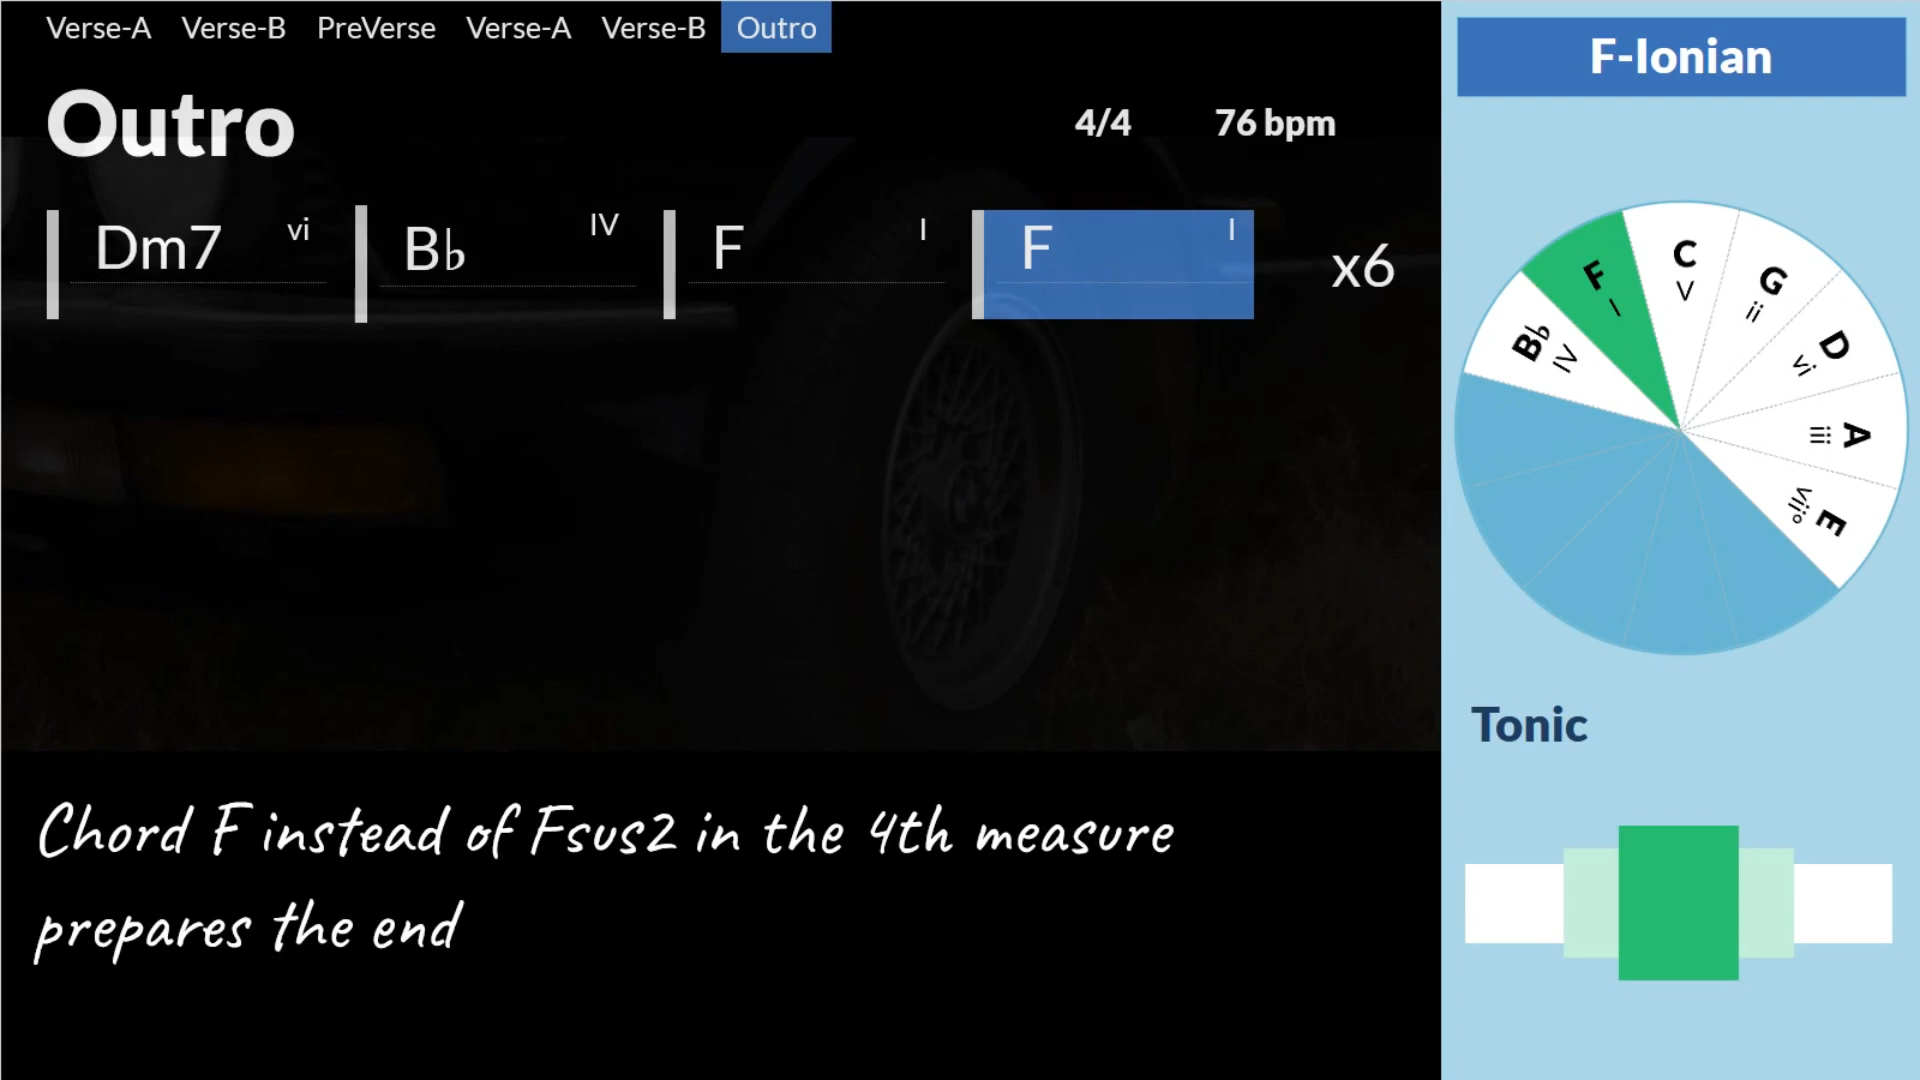 Verse-A Verse-B PreVerse Verse-A Verse-B Outro
Outro
4/4 76 bpm
Dm7 vi B♭ IV F I F I x6
Chord F instead of Fsus2 in the 4th measure
prepares the end
F-Ionian
B♭ IV
F I
C V
G ii
D vi
A iii
E vii°
Tonic